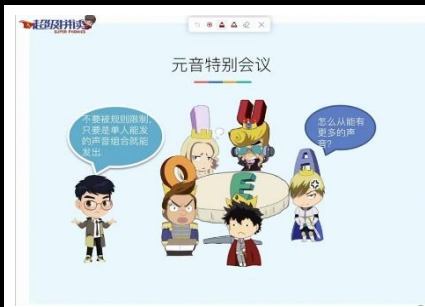 超级拼读
SUPER PHONICS
元音特别会议
不要被规则限制,
只要是单人能发
的声音组合就能
发出
怎么从能有
更多的声
音?
I
U
O
E
A